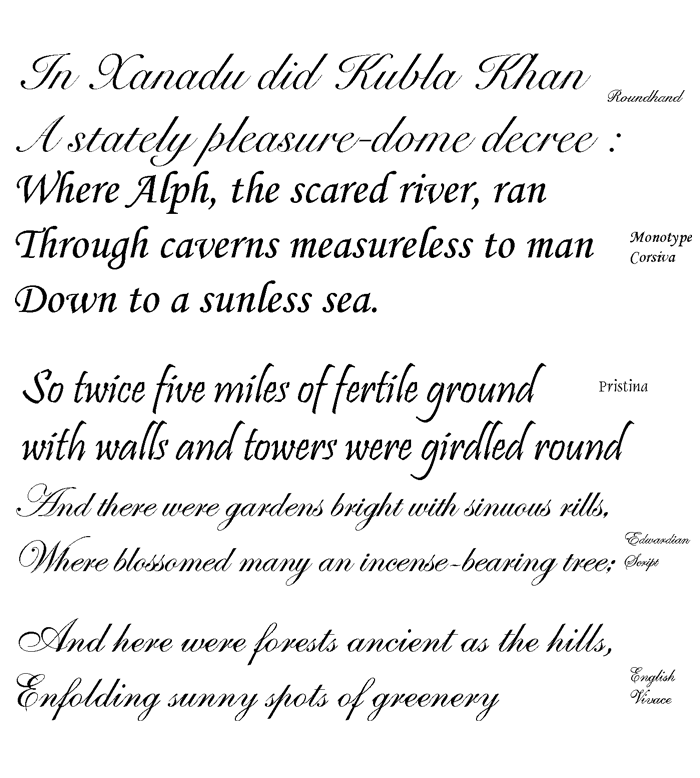 In Xanadu did Kubla Khan
Roundhand
A stately pleasure-dome decree :
Where Alph, the scared river, ran
Through caverns measureless to man
Monotype
Corsiva
Down to a sunless sea.
So twice five miles of fertile ground
Pristina
with walls and towers were girdled round
And there were gardens bright with sinuous rills,
Where blossomed many an incense-bearing tree;
Edwardian
Script
And here were forests ancient as the hills,
Enfolding sunny spots of greenery
English
Vivace